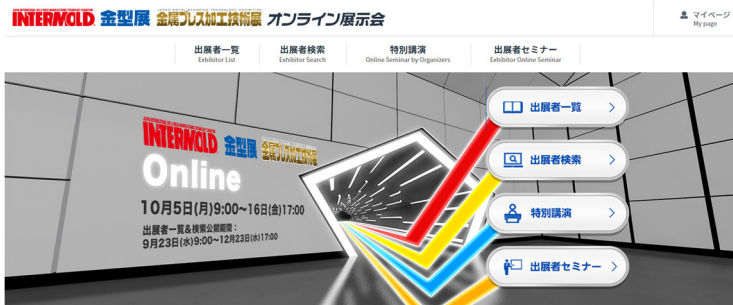 INTERMOLD 金型展 金属プレス加工技術展 オンライン展示会
マイページ
My page
出展者一覧
Exhibitor List
出展者検索
Exhibitor Search
特別講演
Online Seminar by Organizers
出展者セミナー
Exhibitor Online Seminar
INTERMOLD 金型展 金属プレス加工技術展
Online
10月5日(月)9:00〜16日(金)17:00
出展者一覧&検索公開期間:
9月23日(水)9:00〜12月23日(水)17:00
出展者一覧
出展者検索
特別講演
出展者セミナー